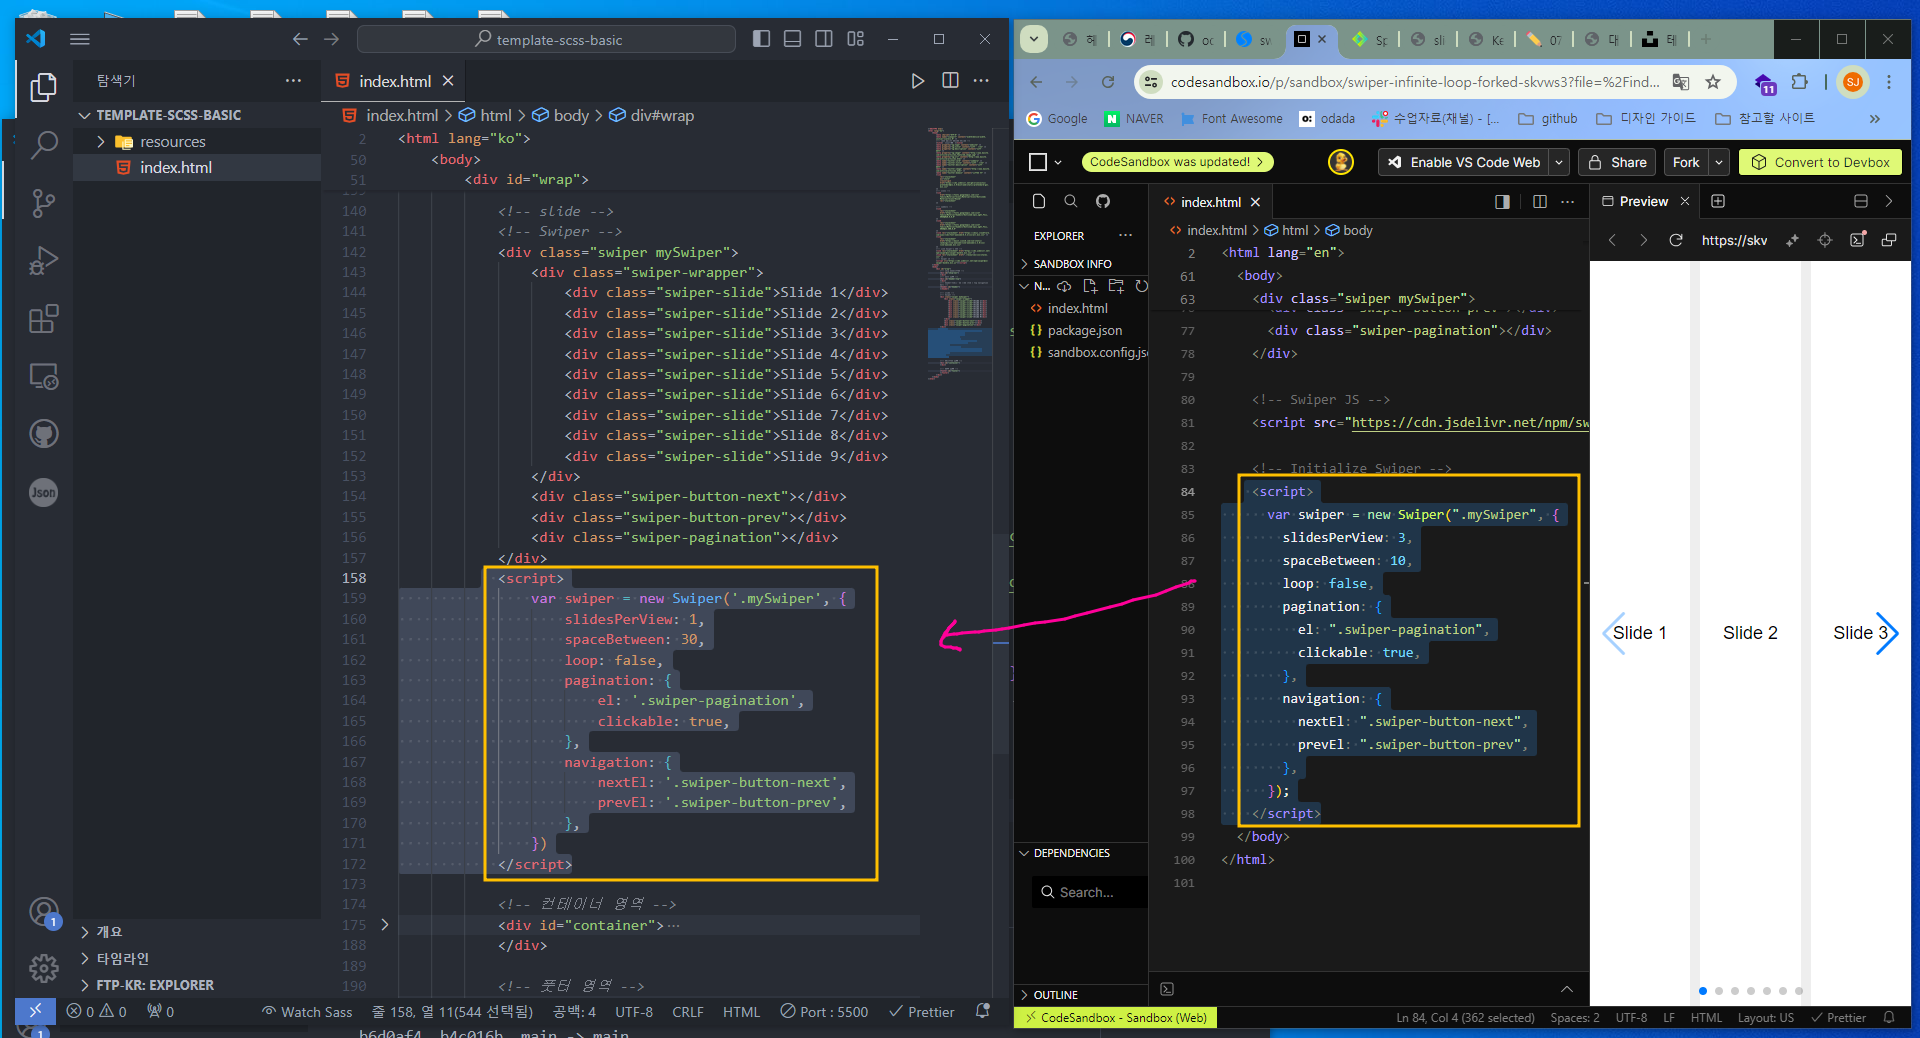 template-scss-basic
탐색기
TEMPLATE-SCSS-BASIC
resources
index.html
index.html
index.html > html > body > div#wrap
2 <html lang="ko">
50 <body>
51 <div id="wrap">
140 <!-- slide -->
141 <!-- Swiper -->
142 <div class="swiper mySwiper">
143 <div class="swiper-wrapper">
144 <div class="swiper-slide">Slide 1</div>
145 <div class="swiper-slide">Slide 2</div>
146 <div class="swiper-slide">Slide 3</div>
147 <div class="swiper-slide">Slide 4</div>
148 <div class="swiper-slide">Slide 5</div>
149 <div class="swiper-slide">Slide 6</div>
150 <div class="swiper-slide">Slide 7</div>
151 <div class="swiper-slide">Slide 8</div>
152 <div class="swiper-slide">Slide 9</div>
153 </div>
154 <div class="swiper-button-next"></div>
155 <div class="swiper-button-prev"></div>
156 <div class="swiper-pagination"></div>
157 </div>
158 <script>
159 var swiper = new Swiper('.mySwiper', {
160 slidesPerView: 1,
161 spaceBetween: 30,
162 loop: false,
163 pagination: {
164 el: '.swiper-pagination',
165 clickable: true,
166 },
167 navigation: {
168 nextEl: '.swiper-button-next',
169 prevEl: '.swiper-button-prev',
170 },
171 })
172 </script>
173
174 <!-- 컨테이너 영역 -->
175 <div id="container">…
188 </div>
189
190 <!-- 풋터 영역 -->
Json
1
개요
타임라인
FTP-KR: EXPLORER
0 0 0 Watch Sass 줄 158, 열 11(544 선택됨) 공백: 4 UTF-8 CRLF HTML Port : 5500 Prettier
1
b6d0af4..b4c016b main -> main
헤 레 oc sv Sp sli Ke 07 대 테
codesandbox.io/p/sandbox/swiper-infinite-loop-forked-skvws3?file=%2Find...
11
SJ
Google NAVER Font Awesome odada 수업자료(채널) - [... github 디자인 가이드 참고할 사이트
CodeSandbox was updated! Enable VS Code Web Share Fork Convert to Devbox
EXPLORER
SANDBOX INFO
N...
index.html
package.json
sandbox.config.js
DEPENDENCIES
Search...
OUTLINE
index.html
index.html > html > body
2 <html lang="en">
61 <body>
63 <div class="swiper mySwiper">
77 <div class="swiper-pagination"></div>
78 </div>
79
80 <!-- Swiper JS -->
81 <script src="https://cdn.jsdelivr.net/npm/sw
82
83 <!-- Initialize Swiper -->
84 <script>
85 var swiper = new Swiper(".mySwiper", {
86 slidesPerView: 3,
87 spaceBetween: 10,
88 loop: false,
89 pagination: {
90 el: ".swiper-pagination",
91 clickable: true,
92 },
93 navigation: {
94 nextEl: ".swiper-button-next",
95 prevEl: ".swiper-button-prev",
96 },
97 });
98 </script>
99 </body>
100 </html>
101
Preview
https://skv
Slide 1 Slide 2 Slide 3
CodeSandbox - Sandbox (Web) Ln 84, Col 4 (362 selected) Spaces: 2 UTF-8 LF HTML Layout: US Prettier